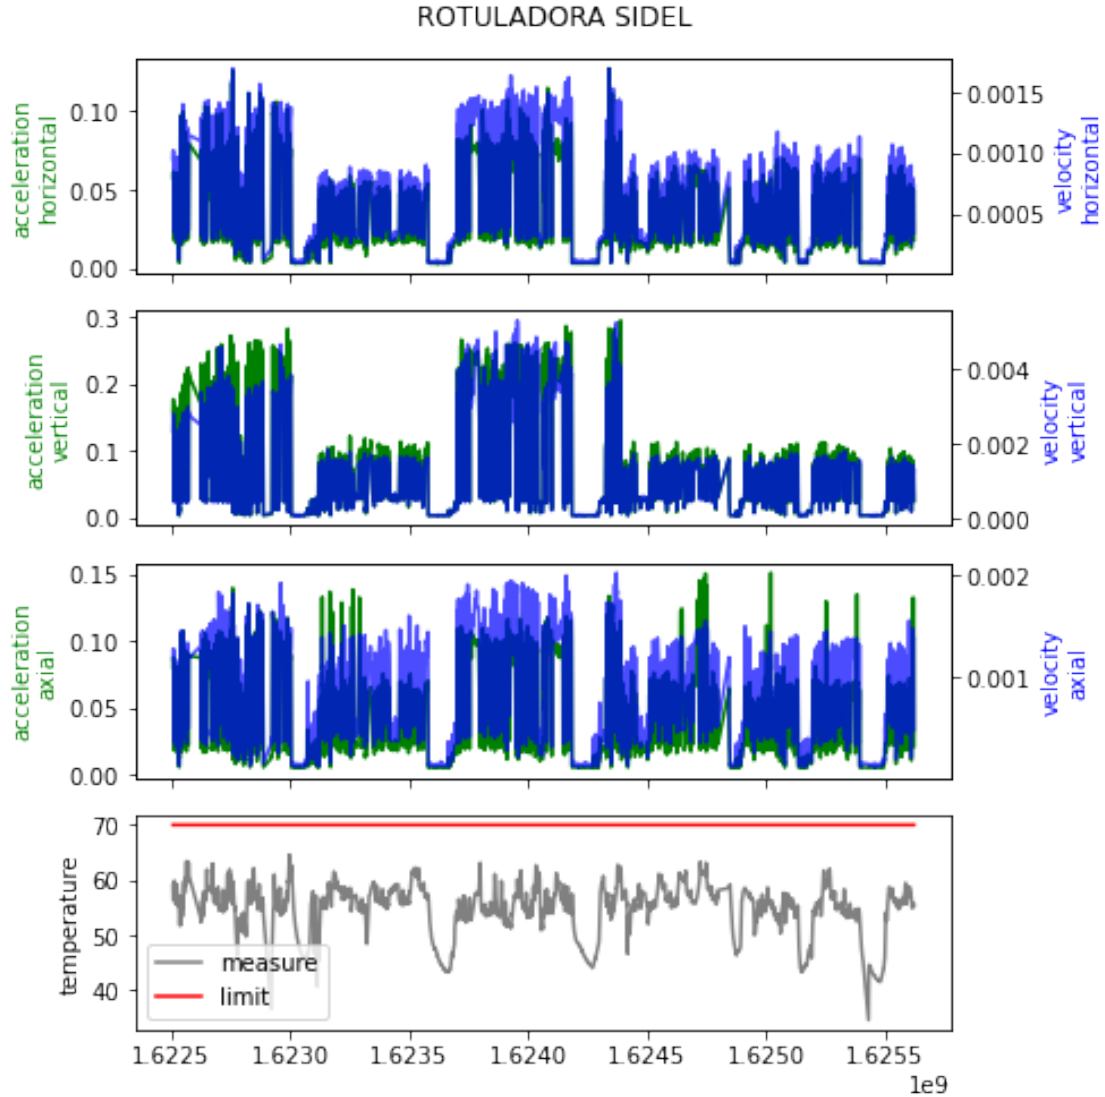 ROTULADORA SIDEL
acceleration
horizontal
0.10
0.05
0.00
0.0015
0.0010
0.0005
velocity
horizontal
acceleration
vertical
0.3
0.2
0.1
0.0
0.004
0.002
0.000
velocity
vertical
acceleration
axial
0.15
0.10
0.05
0.00
0.002
0.001
velocity
axial
temperature
70
60
50
40
measure
limit
1.6225 1.6230 1.6235 1.6240 1.6245 1.6250 1.6255
1e9